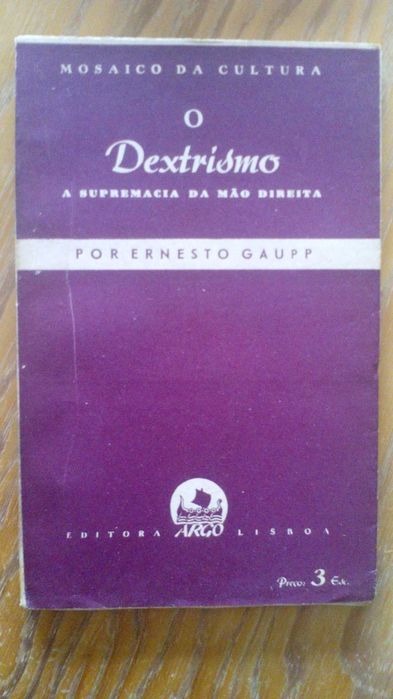 MOSAICO DA CULTURA
O
Dextrismo
A SUPREMACIA DA MÃO DIREITA
POR ERNESTO GAUPP
EDITORA ARGO LISBOA
Preço: 3 Esc.